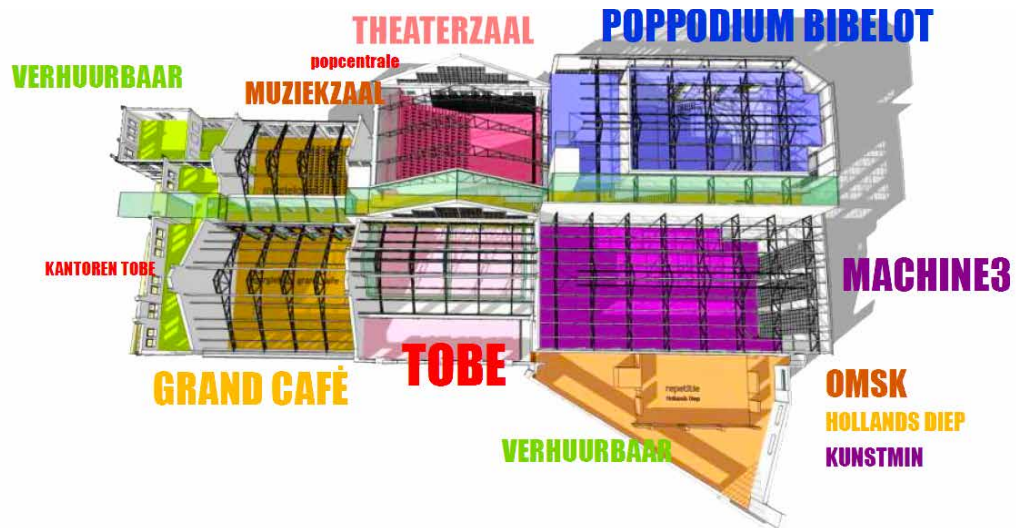 THEATERZAAL
POPPODIUM BIBELOT
popcentrale
VERHUURBAAR
MUZIEKZAAL
KANTOREN TOBE
MACHINE3
TOBE
GRAND CAFĖ
repetitie
Hollands Diep
OMSK
HOLLANDS DIEP
VERHUURBAAR
KUNSTMIN